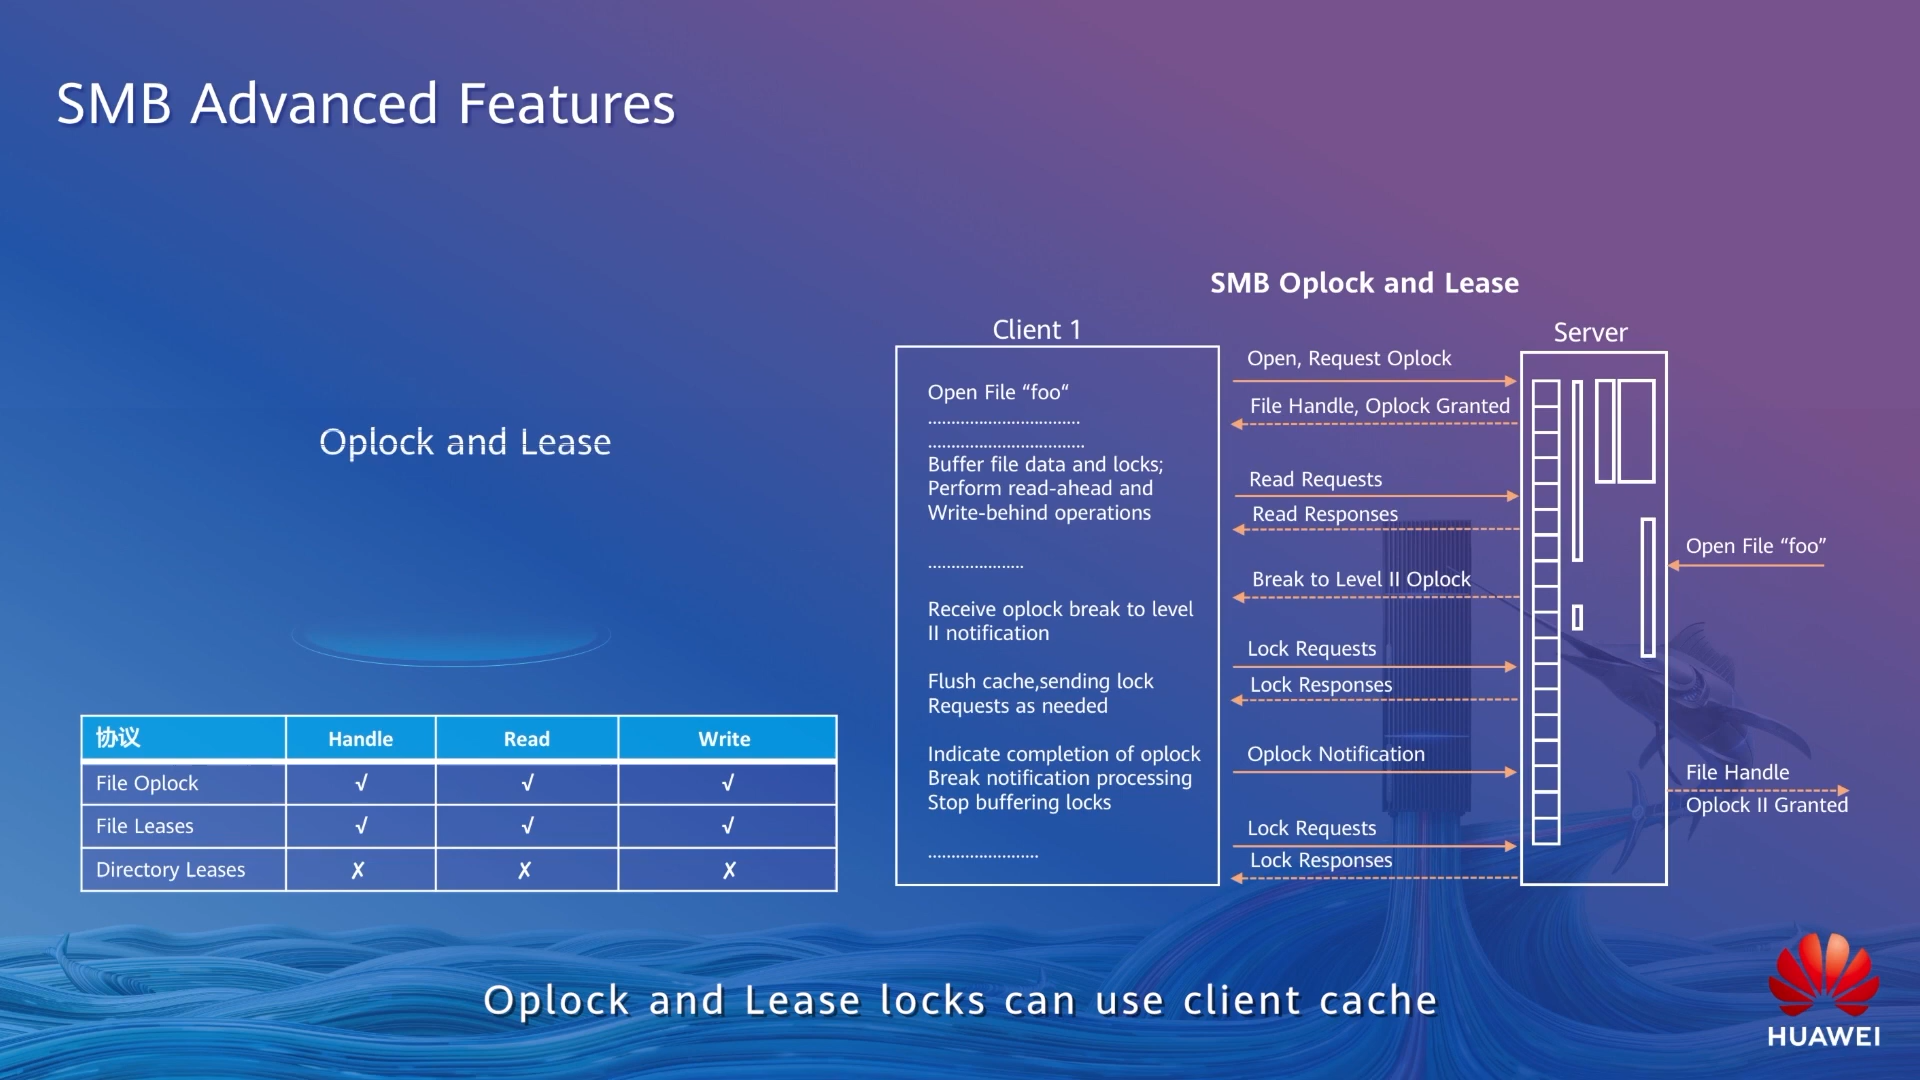 SMB Advanced Features
Oplock and Lease
协议 Handle Read Write
File Oplock √ √ √
File Leases √ √ √
Directory Leases ✗ ✗ ✗
SMB Oplock and Lease
Client 1
Open File “foo“
......................................
.......................................
Buffer file data and locks;
Perform read-ahead and
Write-behind operations
........................
Receive oplock break to level
II notification
Flush cache,sending lock
Requests as needed
Indicate completion of oplock
Break notification processing
Stop buffering locks
............................
Open, Request Oplock
File Handle, Oplock Granted
Read Requests
Read Responses
Break to Level II Oplock
Lock Requests
Lock Responses
Oplock Notification
Lock Requests
Lock Responses
Server
Open File “foo”
File Handle
Oplock II Granted
Oplock and Lease locks can use client cache
HUAWEI